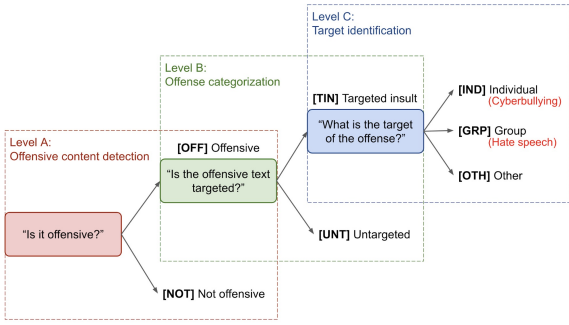 Level C:
Target identification
Level B:
Offense categorization
[TIN] Targeted insult
[IND] Individual
(Cyberbullying)
Level A:
Offensive content detection
[OFF] Offensive
“What is the target
of the offense?”
[GRP] Group
(Hate speech)
“Is the offensive text
targeted?”
[OTH] Other
“Is it offensive?”
[UNT] Untargeted
[NOT] Not offensive